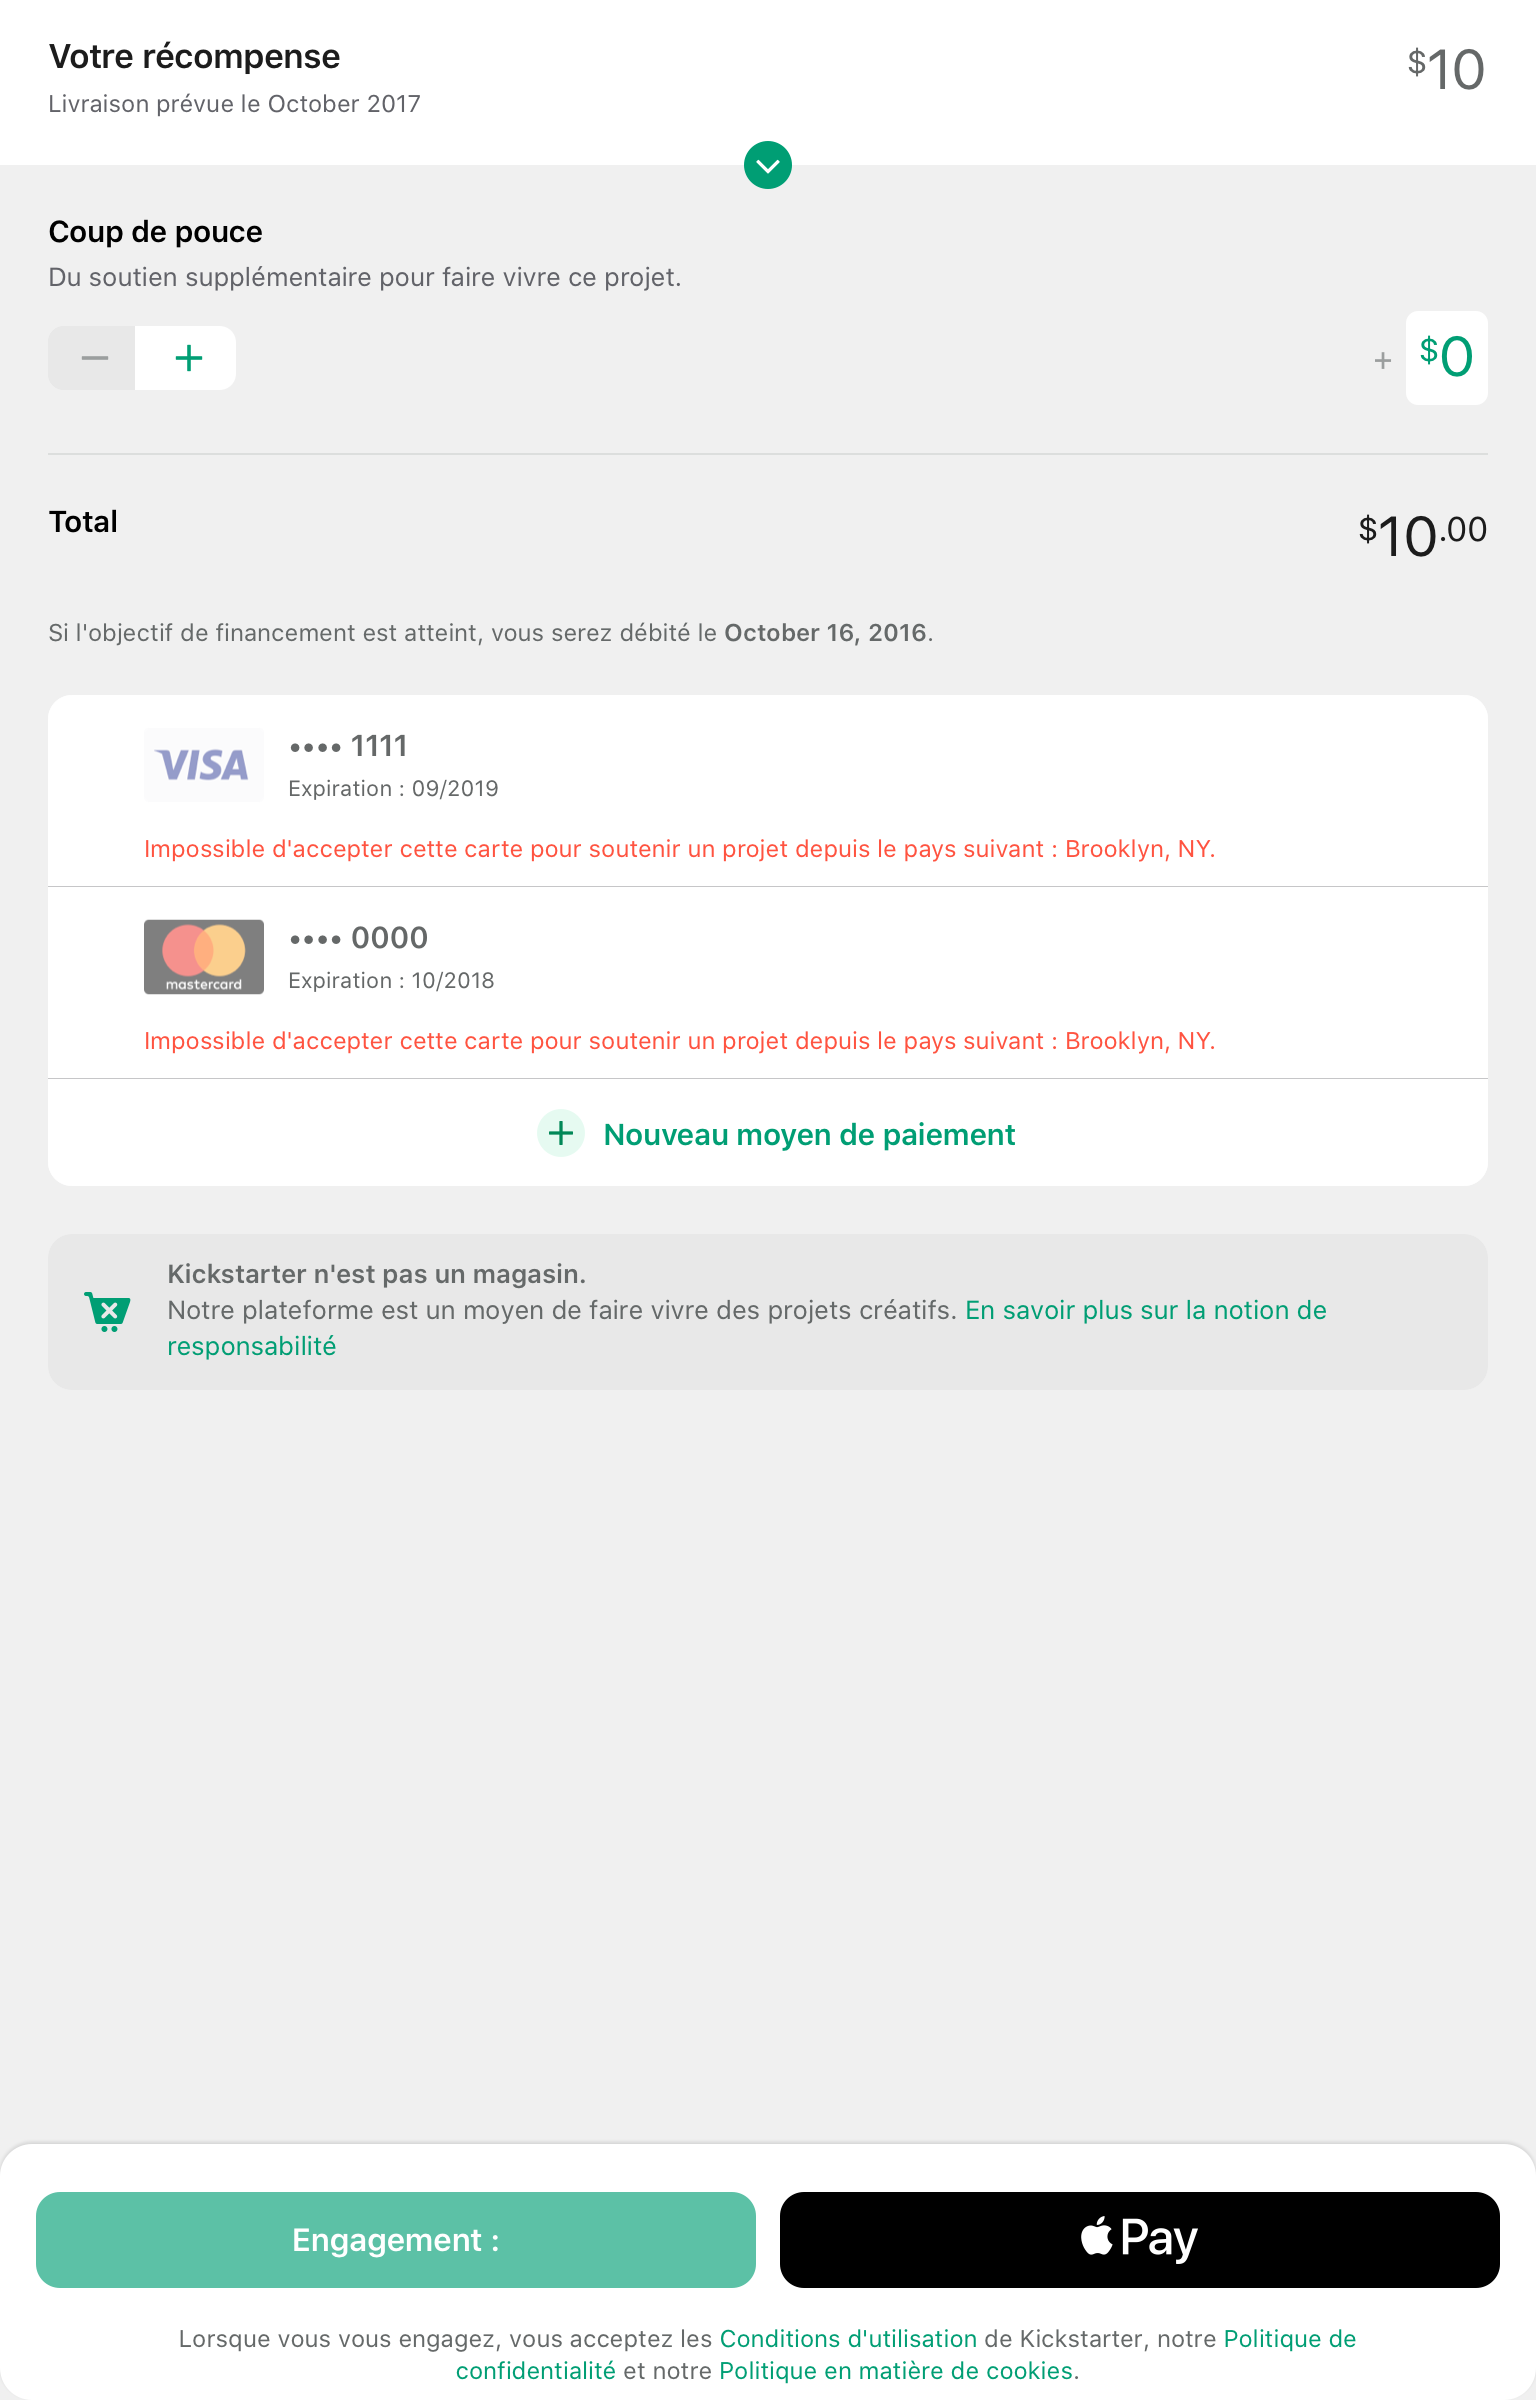 Votre récompense
$10
Livraison prévue le October 2017
Coup de pouce
Du soutien supplémentaire pour faire vivre ce projet.
+ $0
Total
$10.00
Si l'objectif de financement est atteint, vous serez débité le October 16, 2016.
VISA
•••• 1111
Expiration : 09/2019
Impossible d'accepter cette carte pour soutenir un projet depuis le pays suivant : Brooklyn, NY.
mastercard
•••• 0000
Expiration : 10/2018
Impossible d'accepter cette carte pour soutenir un projet depuis le pays suivant : Brooklyn, NY.
Nouveau moyen de paiement
Kickstarter n'est pas un magasin.
Notre plateforme est un moyen de faire vivre des projets créatifs. En savoir plus sur la notion de
responsabilité
Engagement :
Pay
Lorsque vous vous engagez, vous acceptez les Conditions d'utilisation de Kickstarter, notre Politique de
confidentialité et notre Politique en matière de cookies.